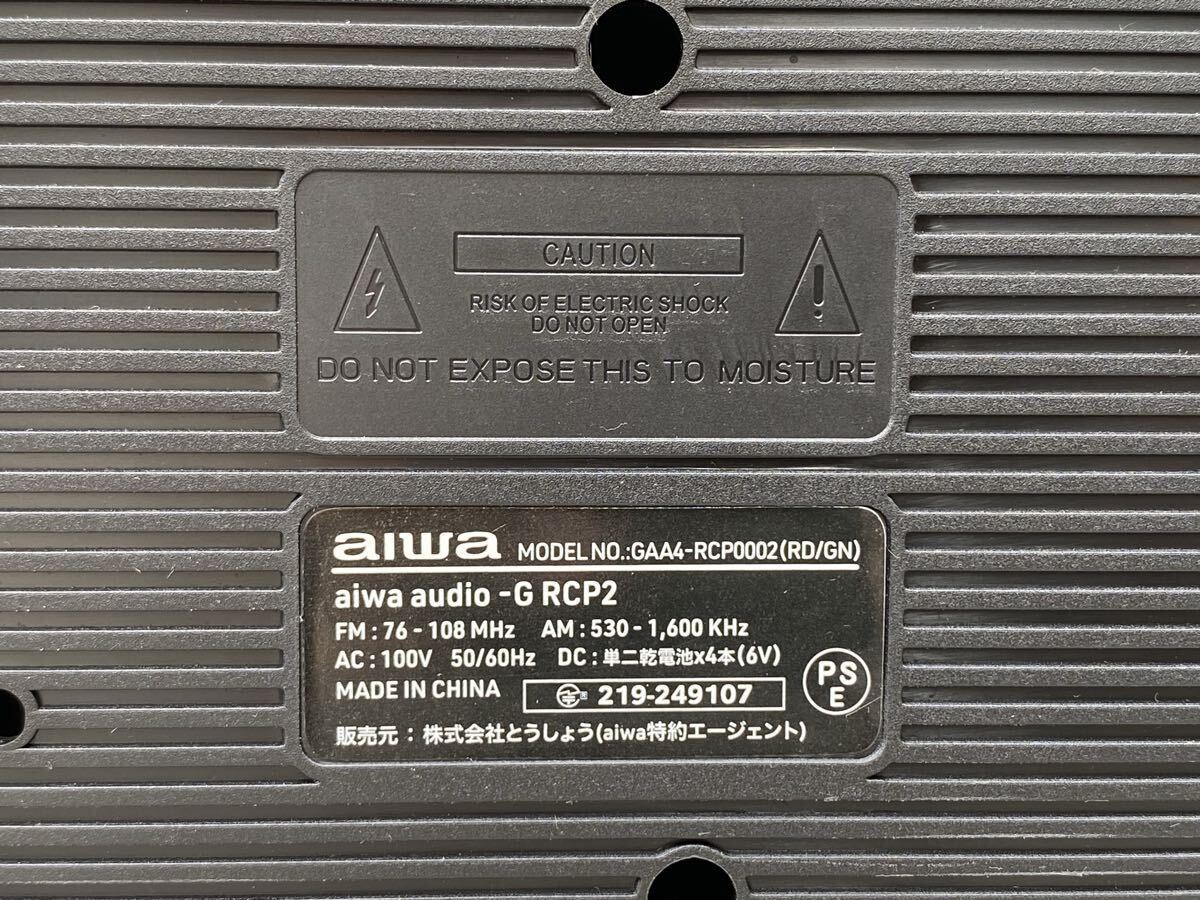 CAUTION
RISK OF ELECTRIC SHOCK
DO NOT OPEN
DO NOT EXPOSE THIS TO MOISTURE
aiwa MODEL NO.:GAA4-RCP0002(RD/GN)
aiwa audio -G RCP2
FM : 76 - 108 MHz AM : 530 - 1,600 KHz
AC : 100V 50/60Hz DC : 単二乾電池x4本(6V)
MADE IN CHINA 219-249107
PS
E
販売元 : 株式会社とうしょう(aiwa特約エージェント)